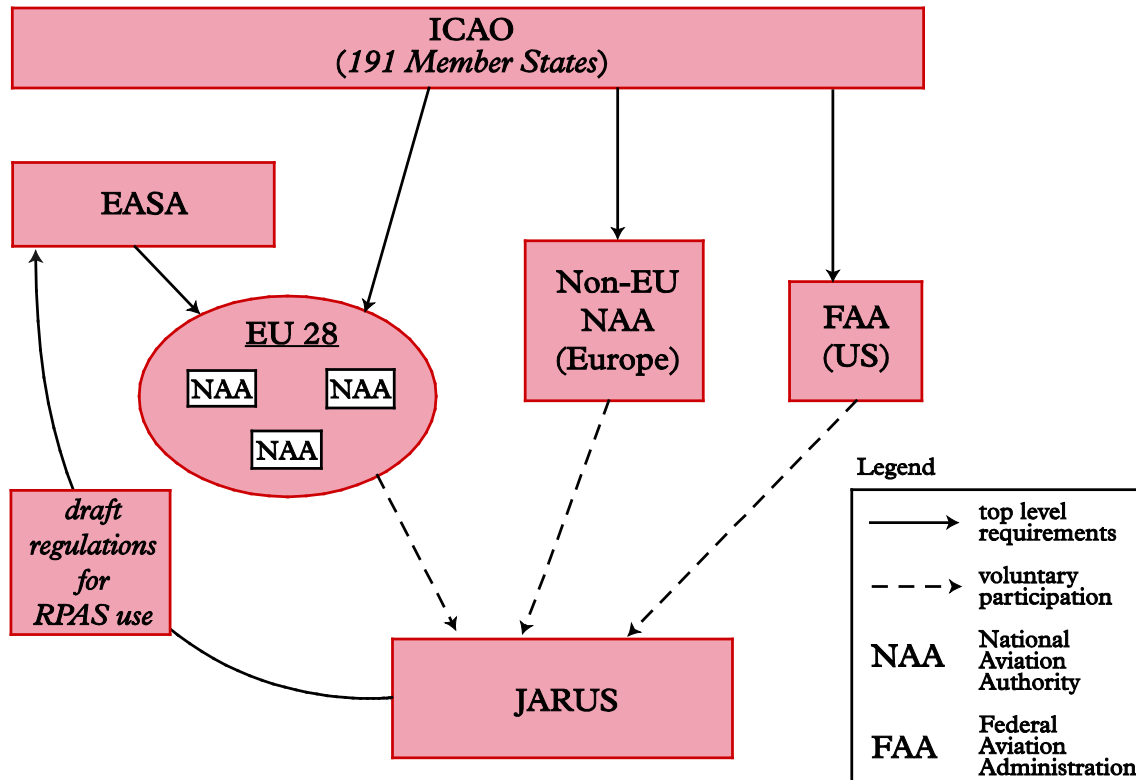 ICAO
(191 Member States)
EASA
EU 28
NAA
NAA
NAA
Non-EU
NAA
(Europe)
FAA
(US)
draft
regulations
for
RPAS use
JARUS
Legend
top level
requirements
voluntary
participation
NAA
National
Aviation
Authority
FAA
Federal
Aviation
Administration